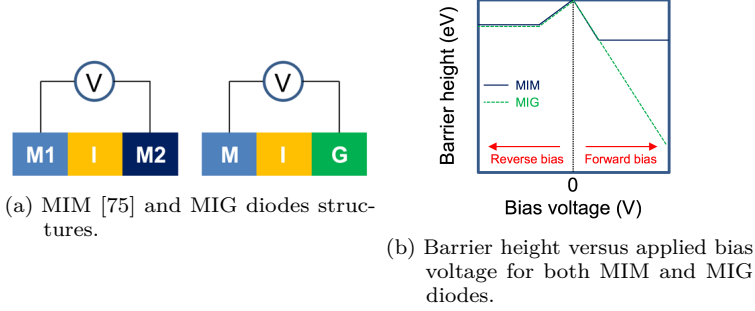 V
V
M1 I M2
M I G
(a) MIM [75] and MIG diodes struc-
tures.
Barrier height (eV)
MIM
MIG
Reverse bias
Forward bias
0
Bias voltage (V)
(b) Barrier height versus applied bias
voltage for both MIM and MIG
diodes.